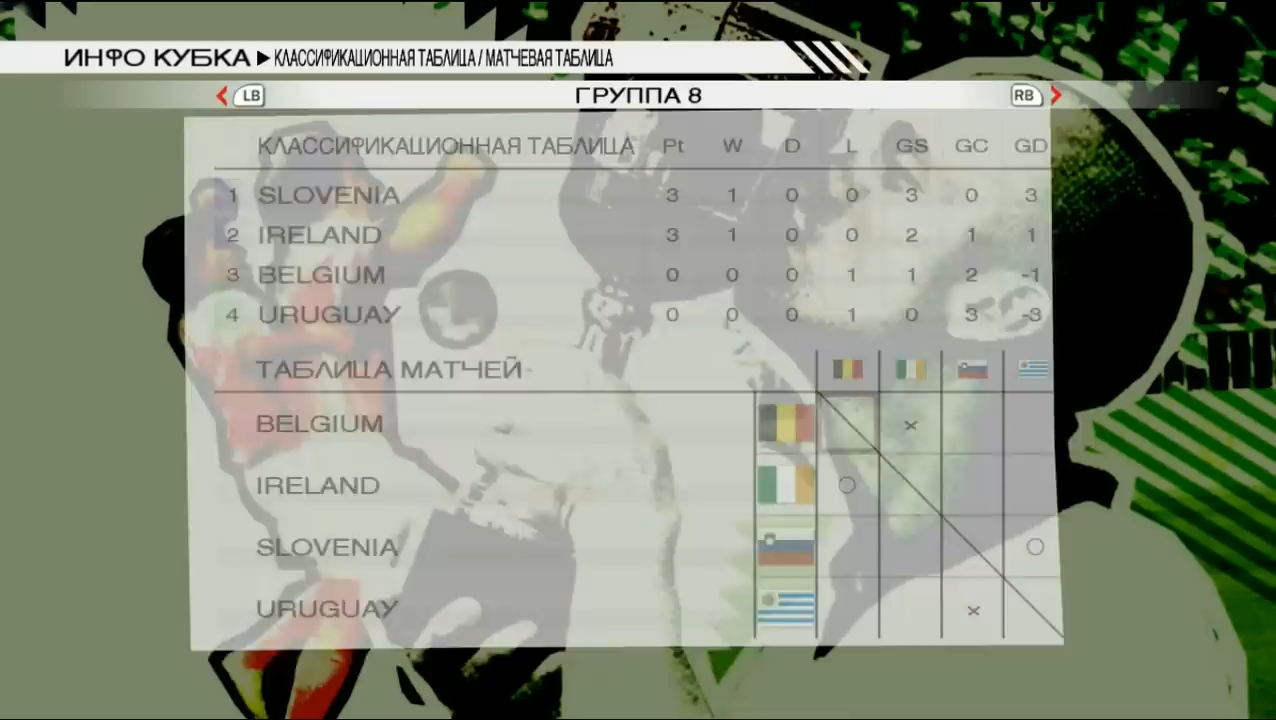 ИНФО КУБКА ▶ КЛАССИФИКАЦИОННАЯ ТАБЛИЦА / МАТЧЕВАЯ ТАБЛИЦА
LB ГРУППА 8 RB
КЛАССИФИКАЦИОННАЯ ТАБЛИЦА Pt W D L GS GC GD
1 SLOVENIA 3 1 0 0 3 0 3
2 IRELAND 3 1 0 0 2 1 1
3 BELGIUM 0 0 0 1 1 2 -1
4 URUGUAY 0 0 0 1 0 3 -3
ТАБЛИЦА МАТЧЕЙ
BELGIUM ×
IRELAND ○
SLOVENIA ○
URUGUAY ×